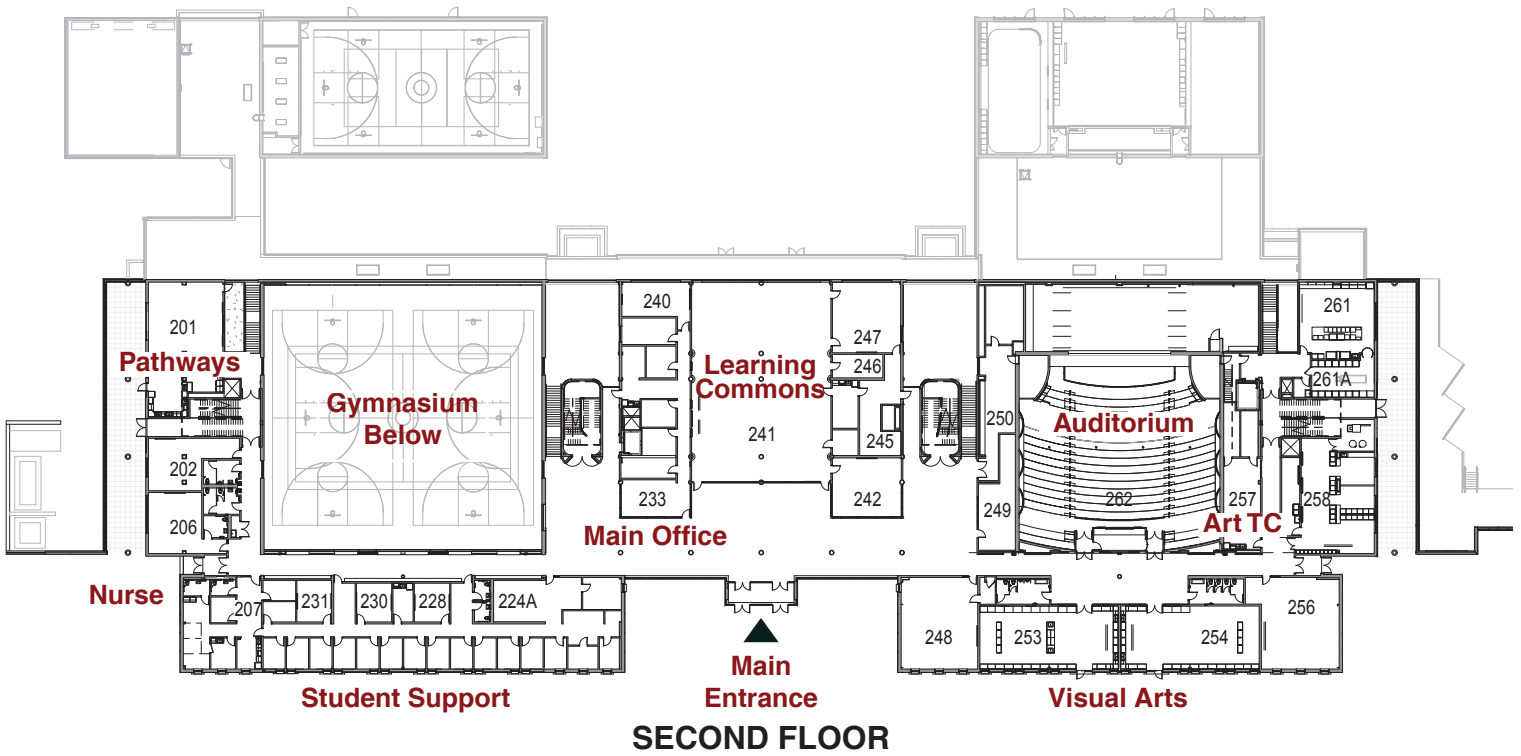 240
261
201
247
Pathways
Learning
Commons
246
261A
Gymnasium
Below
250
Auditorium
241
245
202
233
242
249
262
257
258
206
Main Office
Art TC
Nurse
207
231
230
228
224A
248
253
254
256
Main
Entrance
Student Support
Visual Arts
SECOND FLOOR